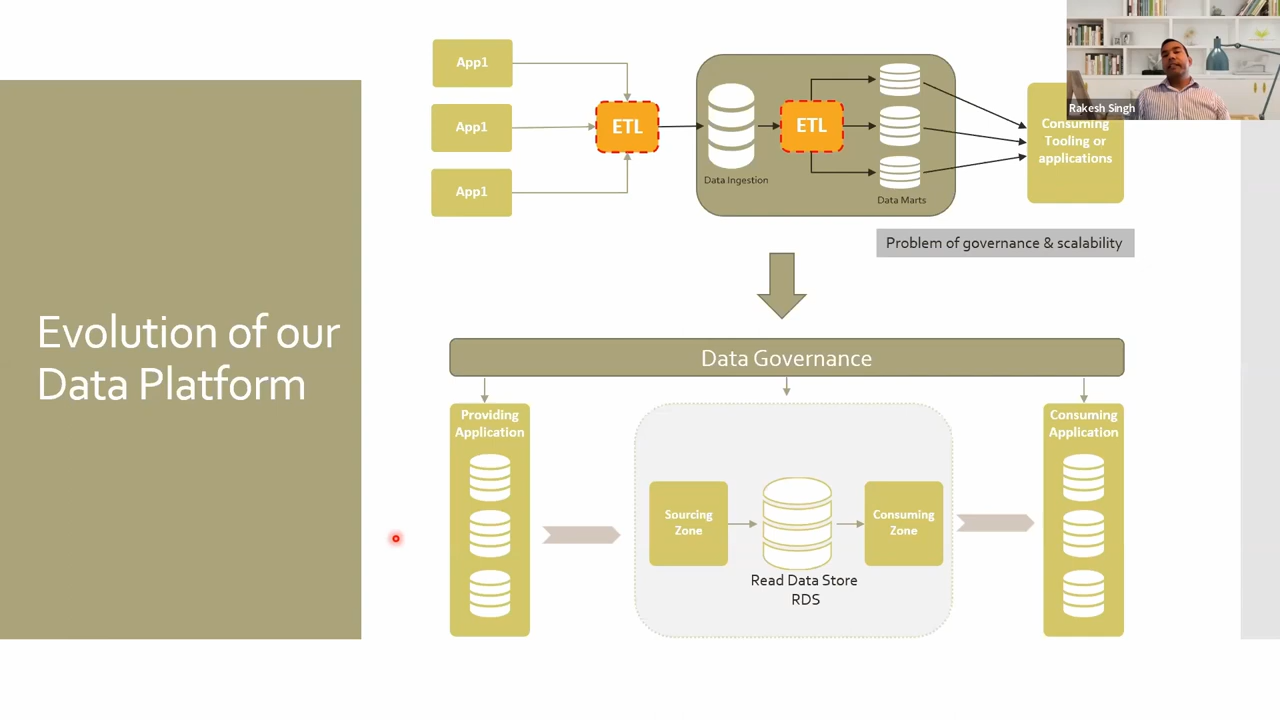 Evolution of our
Data Platform
App1
App1
App1
ETL
Data Ingestion
ETL
Data Marts
Consuming
Tooling or
applications
Rakesh Singh
Problem of governance & scalability
Data Governance
Providing
Application
Sourcing
Zone
Read Data Store
RDS
Consuming
Zone
Consuming
Application